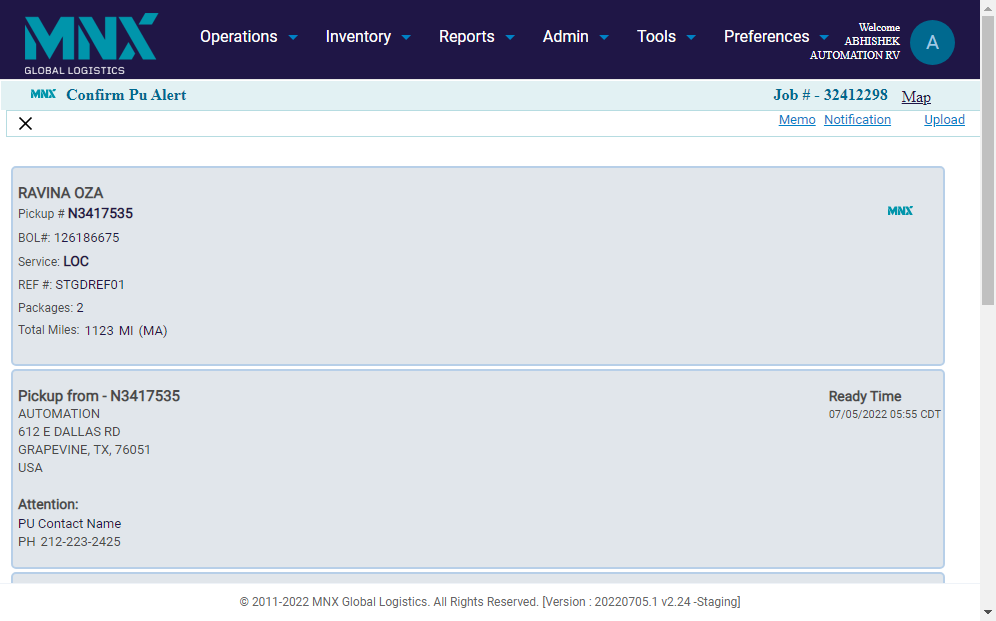 MNX
GLOBAL LOGISTICS
Operations Inventory Reports Admin Tools Preferences
Welcome
ABHISHEK
AUTOMATION RV
A
MNX Confirm Pu Alert Job # - 32412298 Map
Memo Notification Upload
RAVINA OZA
Pickup # N3417535
MNX
BOL#: 126186675
Service: LOC
REF #: STGDREF01
Packages: 2
Total Miles: 1123 MI (MA)
Pickup from - N3417535
AUTOMATION
612 E DALLAS RD
GRAPEVINE, TX, 76051
USA
Ready Time
07/05/2022 05:55 CDT
Attention:
PU Contact Name
PH 212-223-2425
© 2011-2022 MNX Global Logistics. All Rights Reserved. [Version : 20220705.1 v2.24 -Staging]